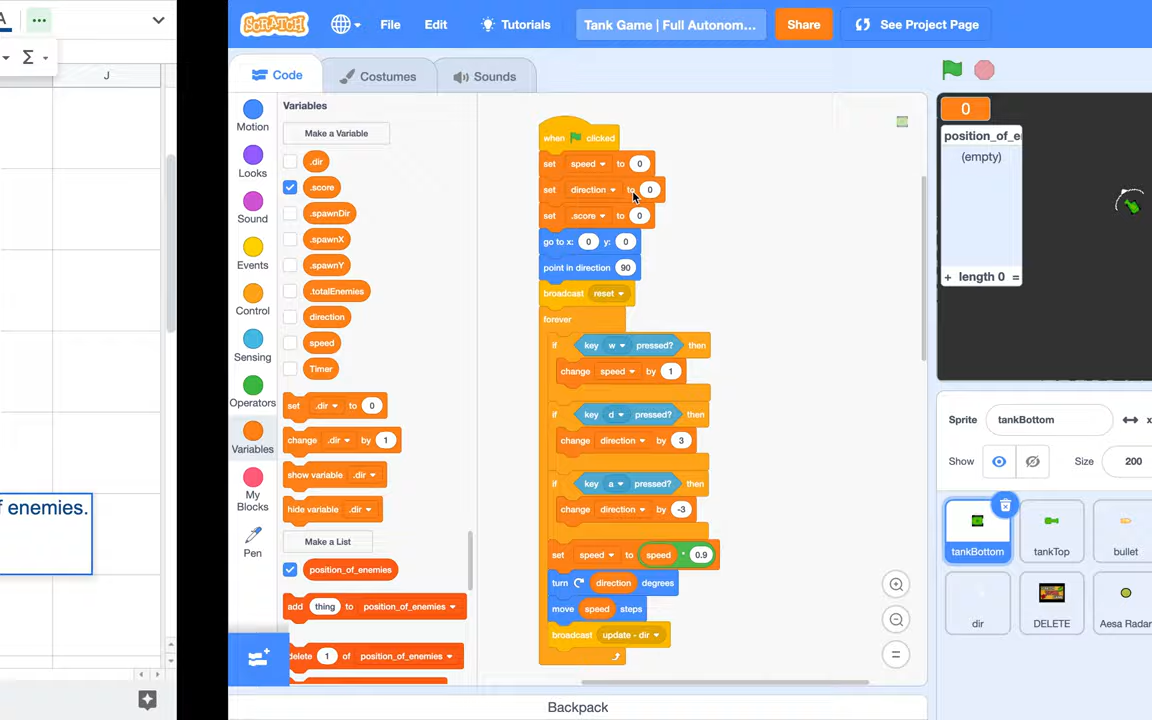 A
Σ
J
f enemies.
SCRATCH
File
Edit
Tutorials
Tank Game | Full Autonom...
Share
See Project Page
Code
Costumes
Sounds
Motion
Looks
Sound
Events
Control
Sensing
Operators
Variables
My
Blocks
Pen
Variables
Make a Variable
.dir
.score
.spawnDir
.spawnX
.spawnY
.totalEnemies
direction
speed
Timer
set .dir to 0
change .dir by 1
show variable .dir
hide variable .dir
Make a List
position_of_enemies
add thing to position_of_enemies
delete 1 of position_of_enemies
when clicked
set speed to 0
set direction to 0
set .score to 0
go to x: 0 y: 0
point in direction 90
broadcast reset
forever
if key w pressed? then
change speed by 1
if key d pressed? then
change direction by 3
if key a pressed? then
change direction by -3
set speed to speed * 0.9
turn direction degrees
move speed steps
broadcast update - dir
Backpack
0
position_of_e
(empty)
+ length 0 =
Sprite tankBottom x
Show Size 200
tankBottom
tankTop
bullet
dir
DELETE
Aesa Radar